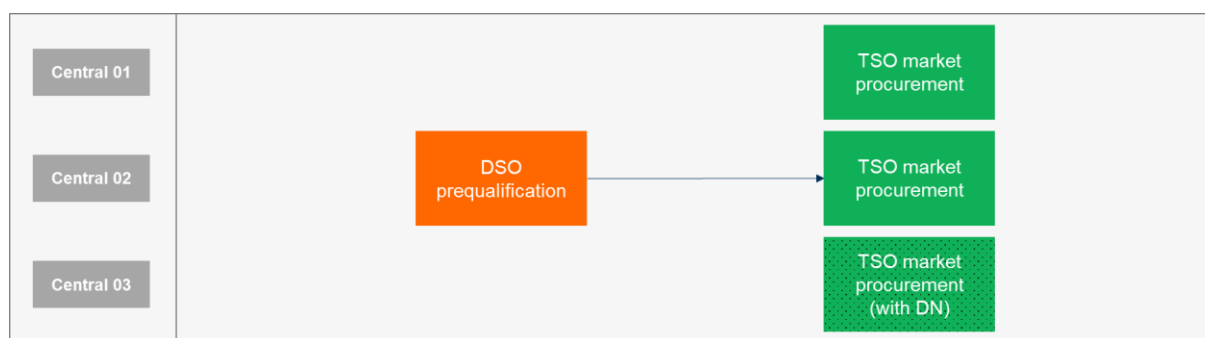 Central 01
TSO market
procurement
Central 02
DSO
prequalification
TSO market
procurement
Central 03
TSO market
procurement
(with DN)